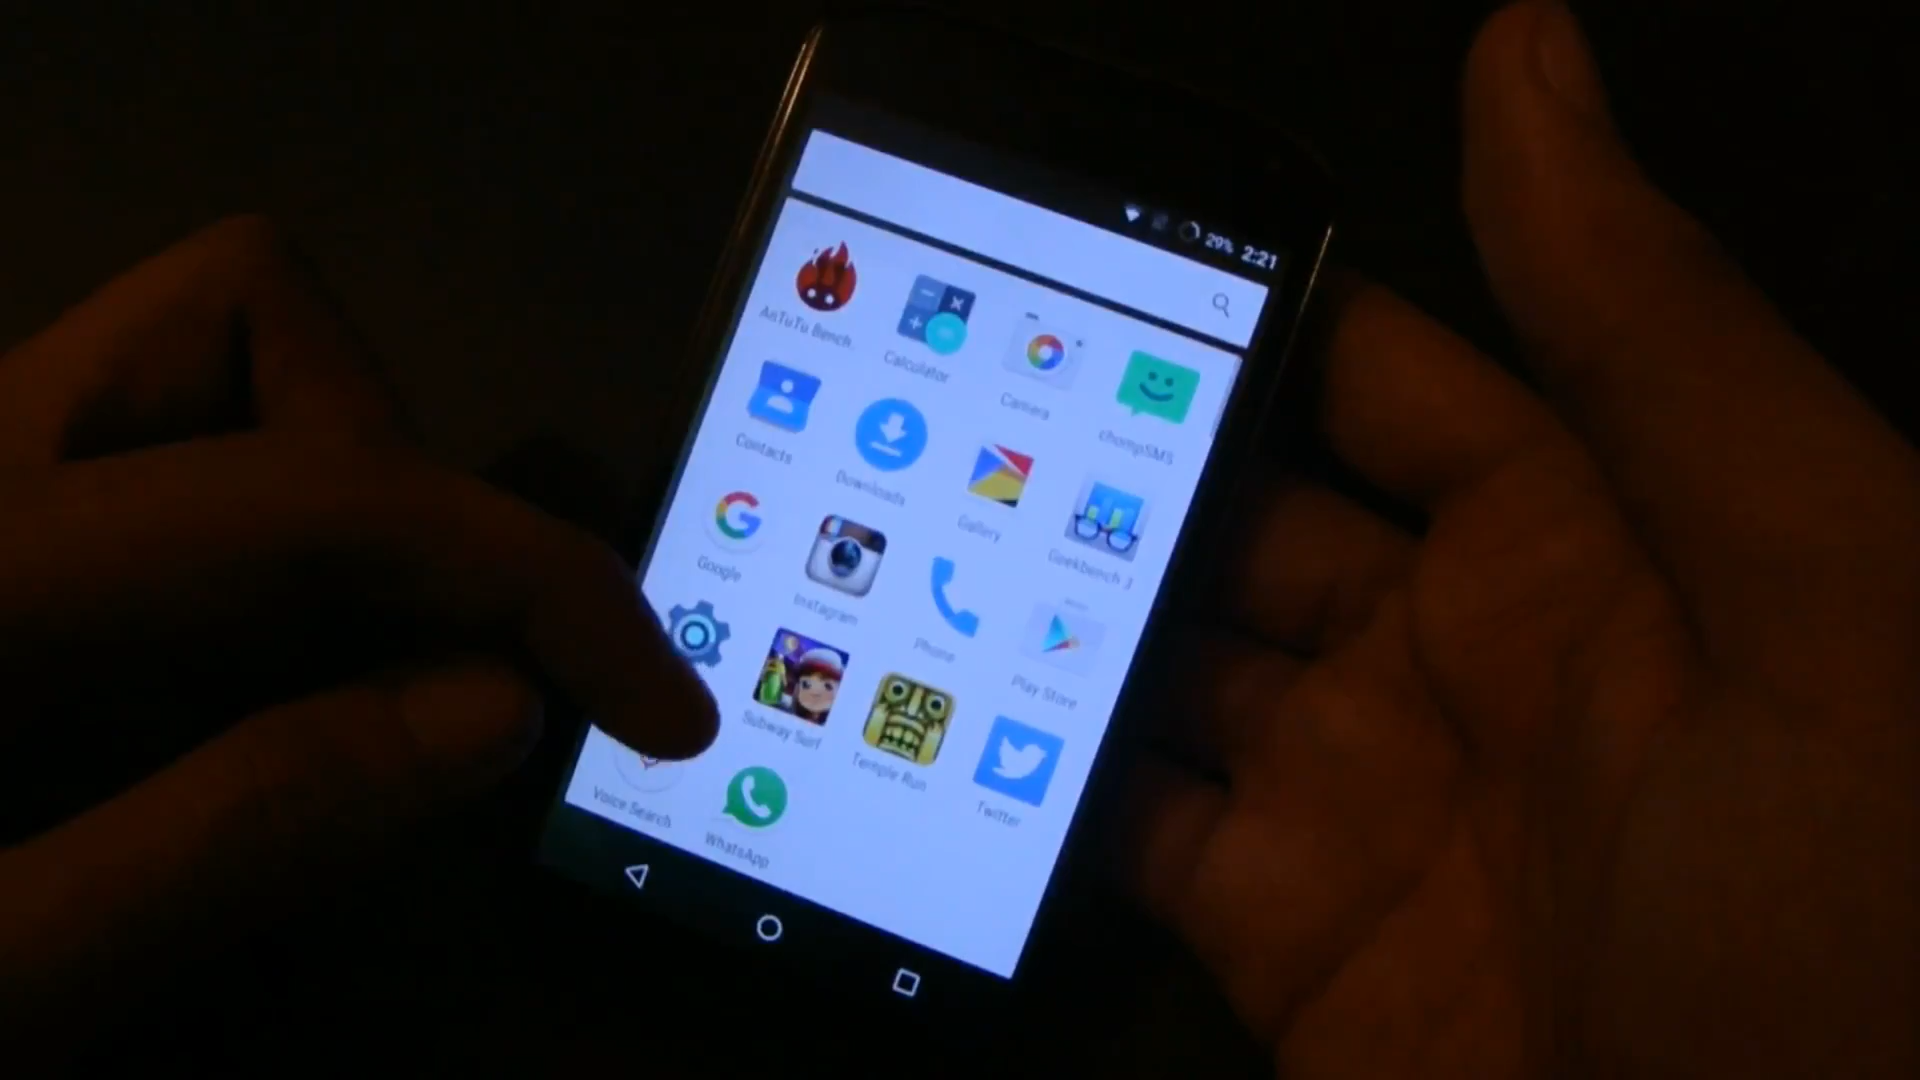 29% 2:21
AnTuTu Bench.
Calculator
Camera
chompSMS
Contacts
Downloads
Gallery
Geekbench 3
Google
Instagram
Phone
Play Store
Subway Surf
Temple Run
Twitter
Voice Search
WhatsApp